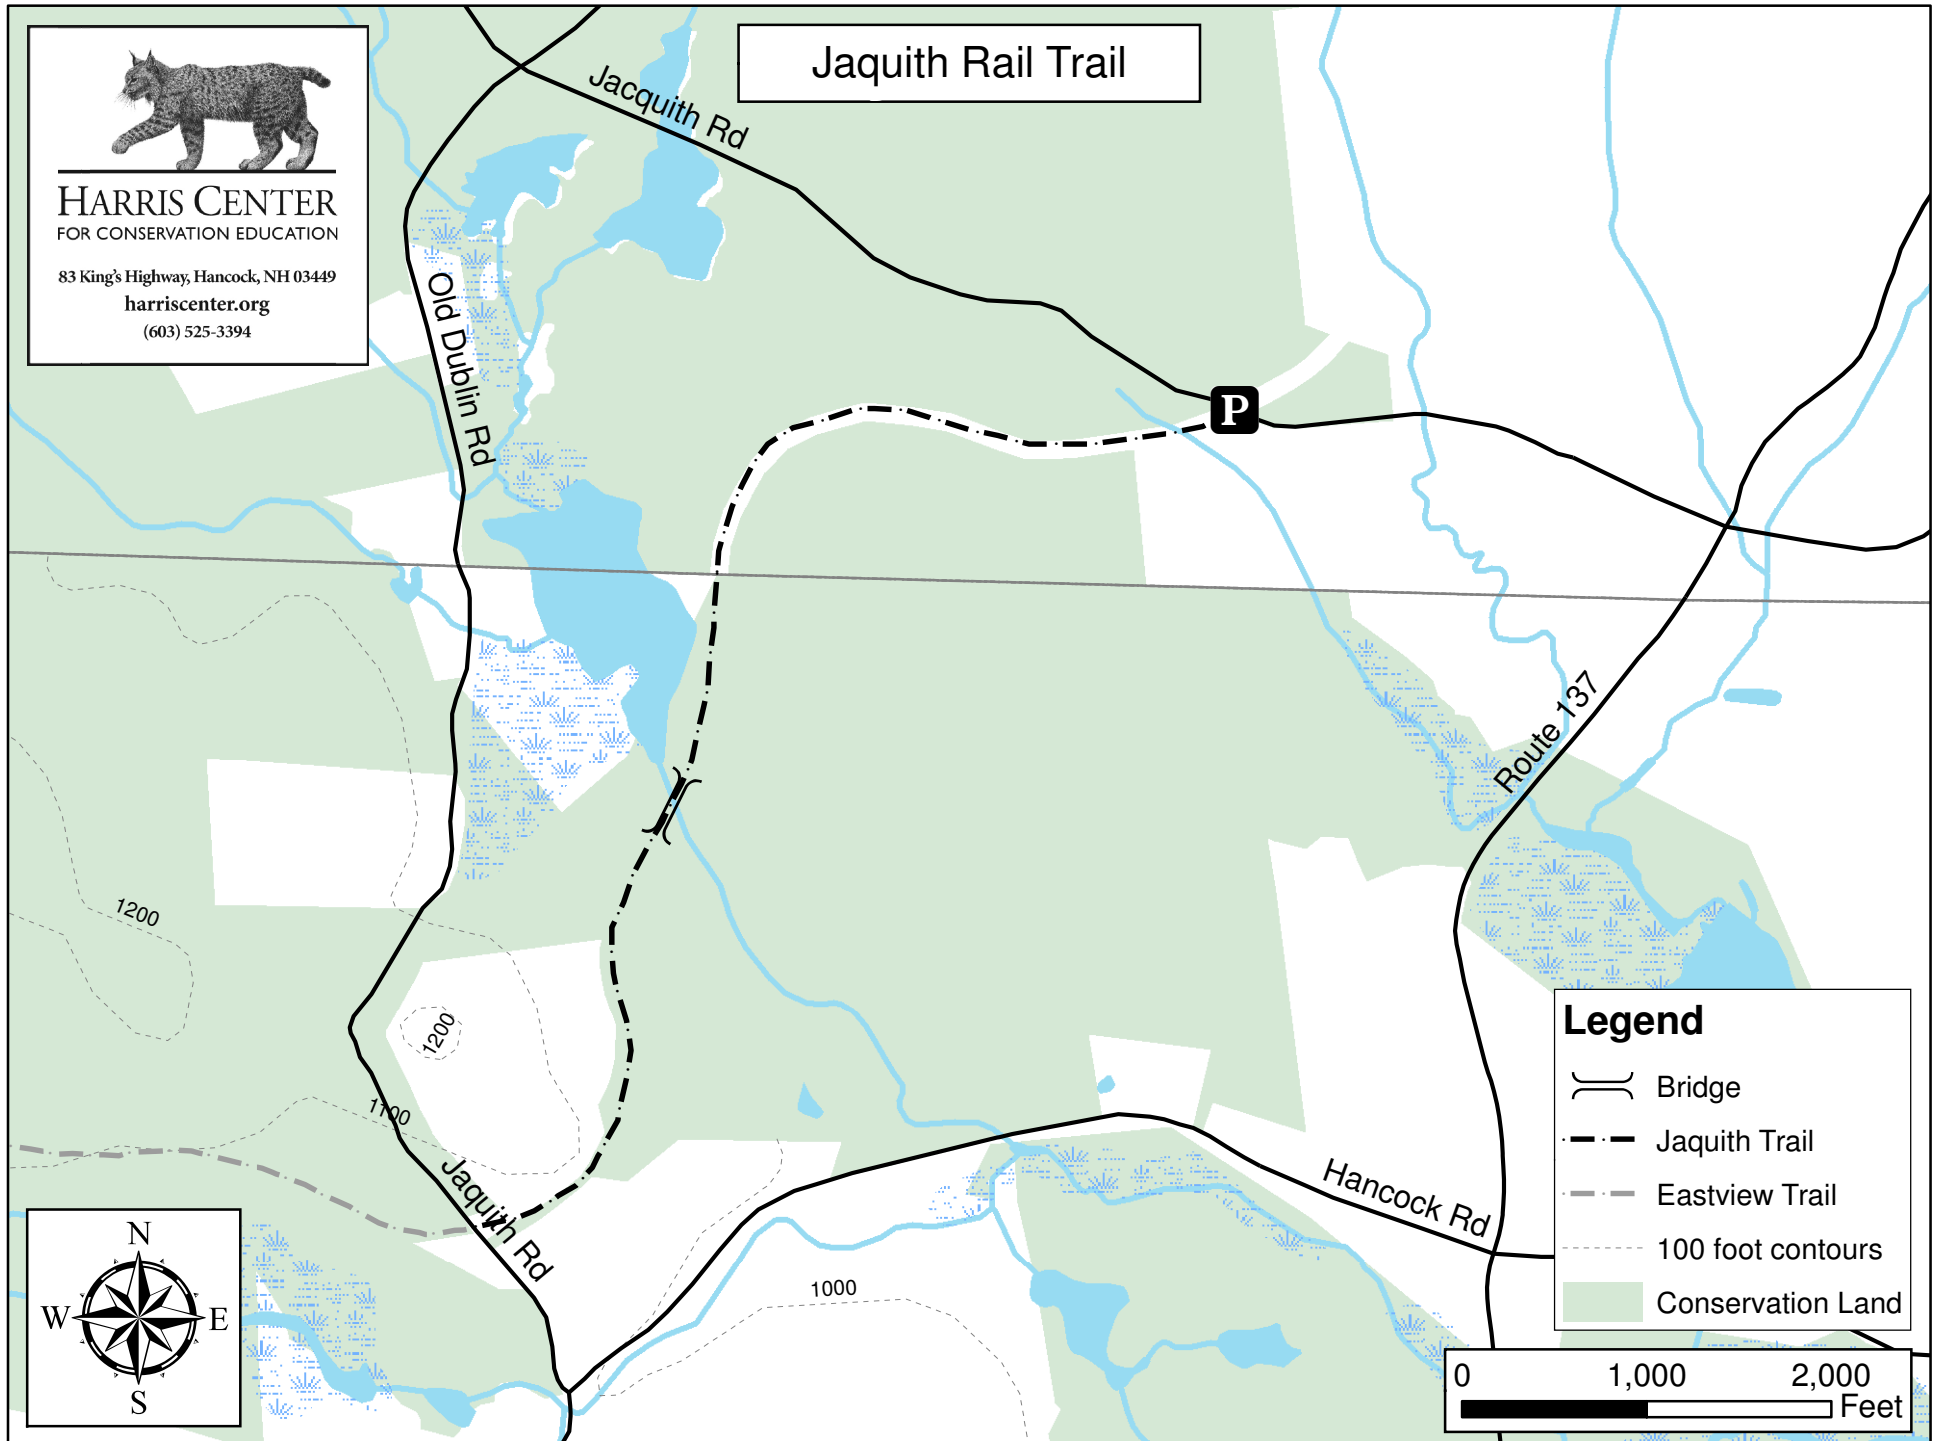 Jaquith Rail Trail
HARRIS CENTER
FOR CONSERVATION EDUCATION
83 King's Highway, Hancock, NH 03449
harriscenter.org
(603) 525-3394
Jacquith Rd
Old Dublin Rd
P
Route 137
1200
1200
1100
Jaquith Rd
Hancock Rd
1000
N
W
E
S
Legend
Bridge
Jaquith Trail
Eastview Trail
100 foot contours
Conservation Land
0 1,000 2,000
Feet